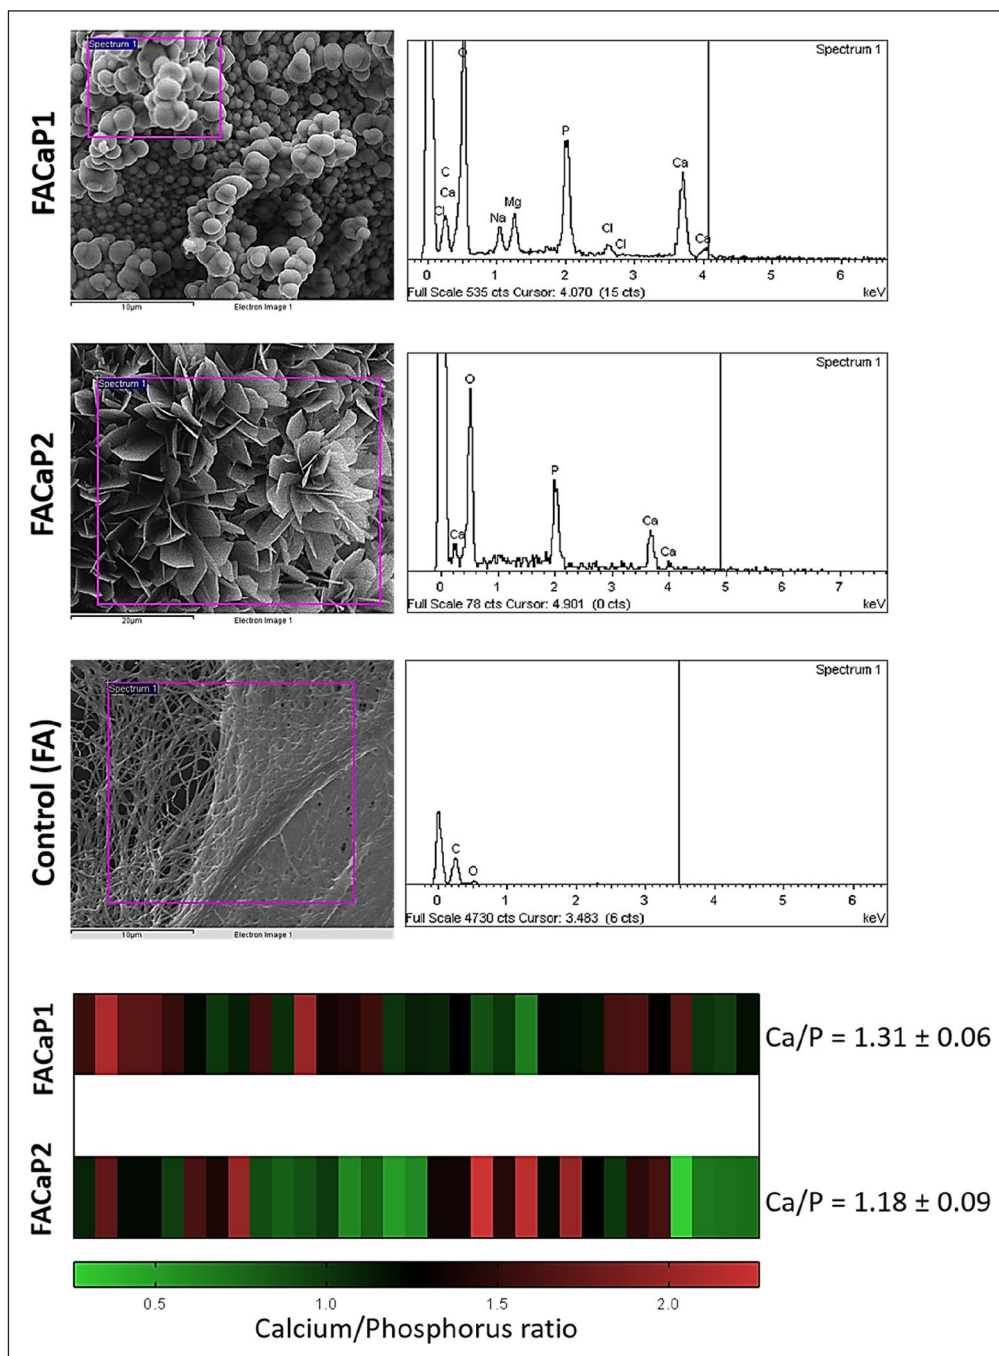 FACaP1
Spectrum 1
10µm Electron Image 1
Spectrum 1
O
P
C
Ca
Ca
Mg
Cl
Na
Cl
Cl
Ca
0 1 2 3 4 5 6
Full Scale 535 cts Cursor: 4.070 (15 cts) keV
FACaP2
Spectrum 1
20µm Electron Image 1
Spectrum 1
O
P
Ca
Ca
Ca
0 1 2 3 4 5 6 7
Full Scale 78 cts Cursor: 4.901 (0 cts) keV
Control (FA)
Spectrum 1
10µm Electron Image 1
Spectrum 1
C
O
0 1 2 3 4 5 6
Full Scale 4730 cts Cursor: 3.483 (6 cts) keV
FACaP1
Ca/P = 1.31 ± 0.06
FACaP2
Ca/P = 1.18 ± 0.09
0.5 1.0 1.5 2.0
Calcium/Phosphorus ratio